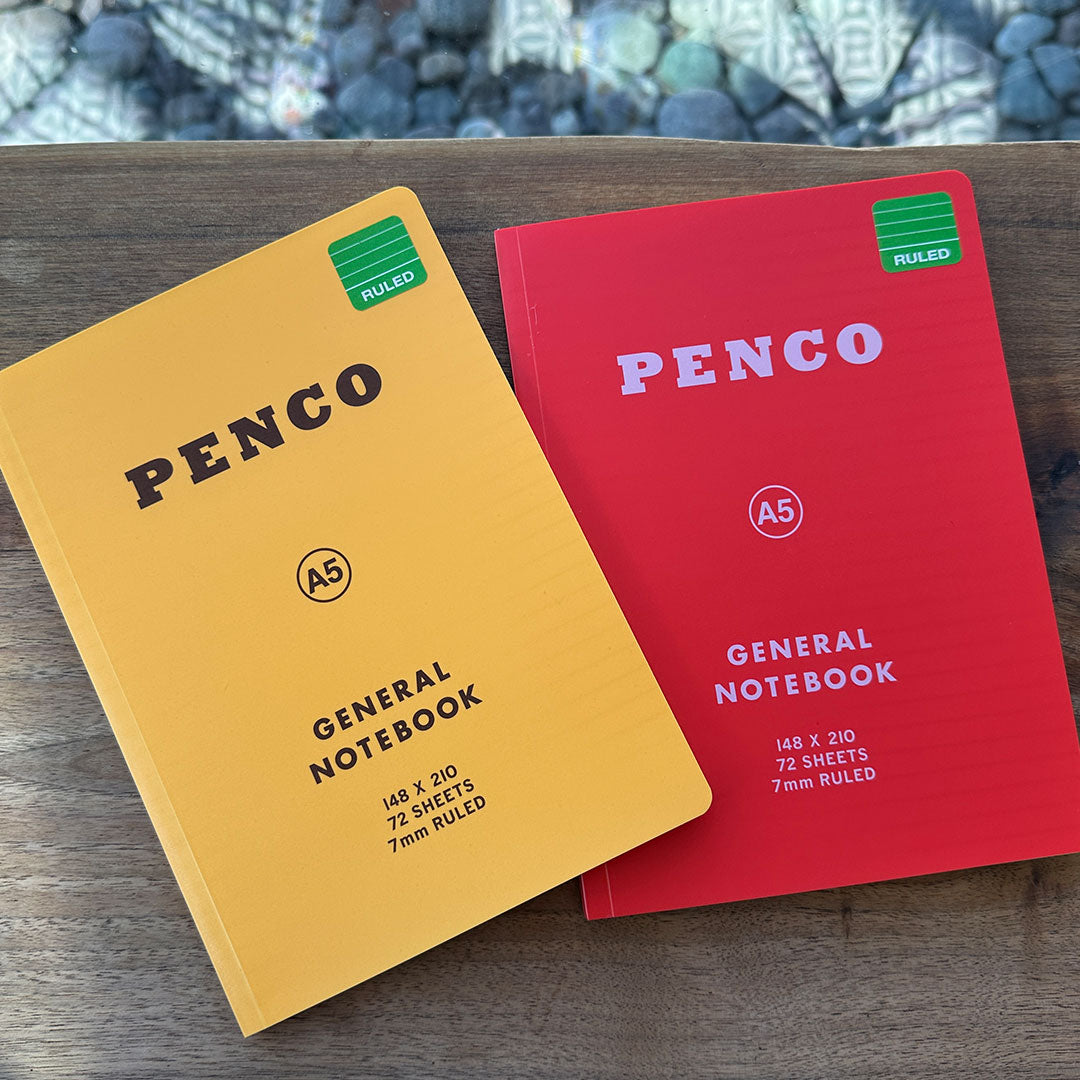 RULED
PENCO
A5
GENERAL
NOTEBOOK
148 X 210
72 SHEETS
7mm RULED
RULED
PENCO
A5
GENERAL
NOTEBOOK
148 X 210
72 SHEETS
7mm RULED